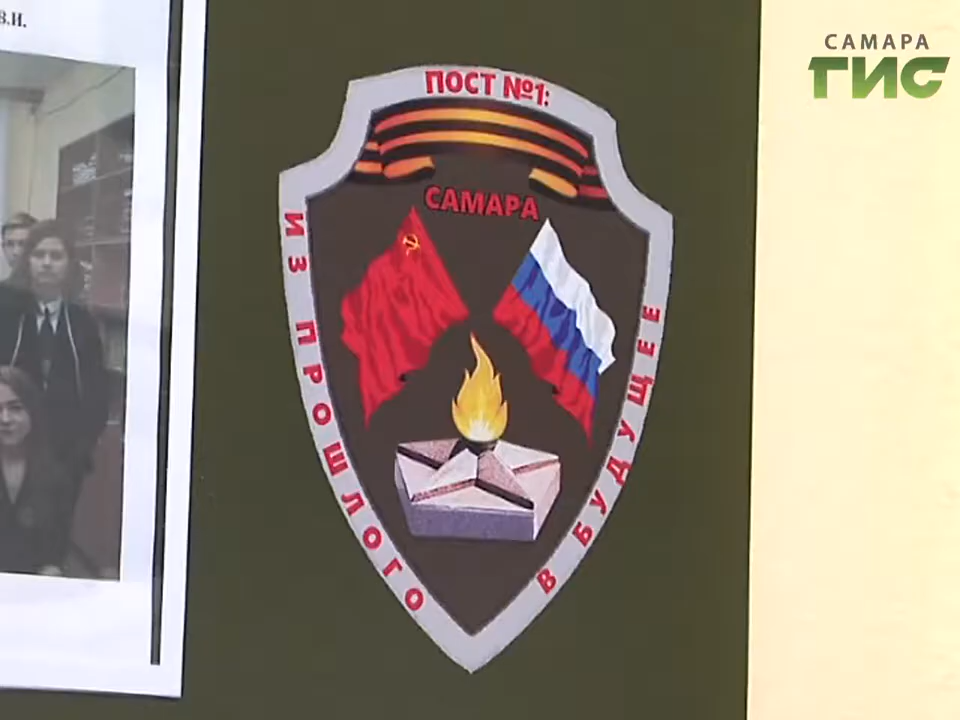 В.И.
САМАРА
ГИС
ПОСТ №1:
САМАРА
ИЗ ПРОШЛОГО
В БУДУЩЕЕ